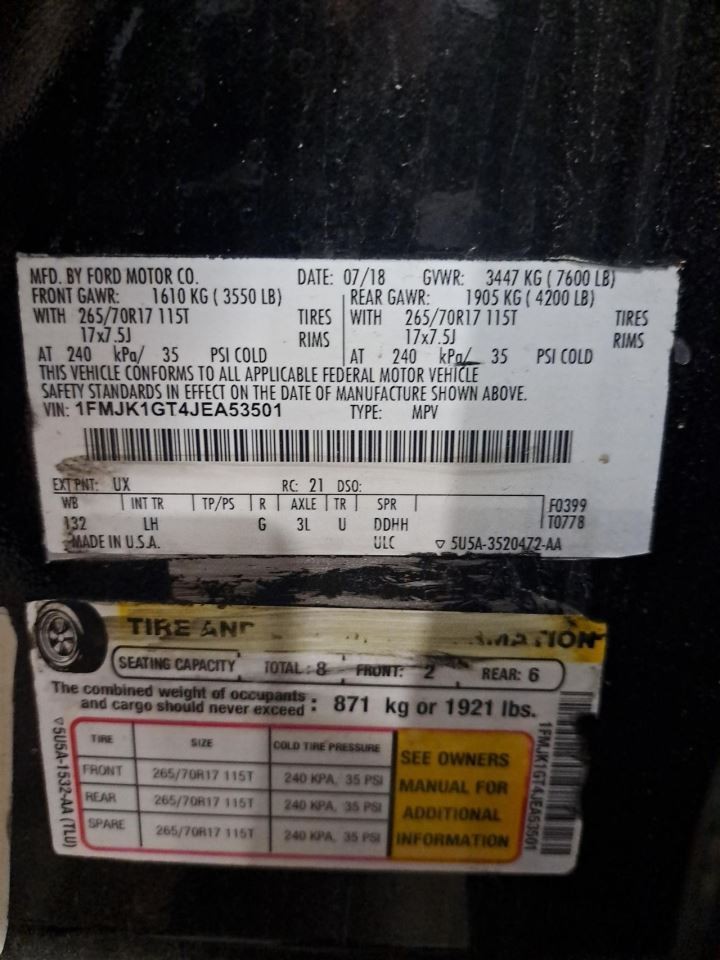 MFD. BY FORD MOTOR CO. DATE: 07/18 GVWR: 3447 KG ( 7600 LB)
FRONT GAWR: 1610 KG ( 3550 LB) REAR GAWR: 1905 KG ( 4200 LB)
WITH 265/70R17 115T TIRES WITH 265/70R17 115T TIRES
17x7.5J RIMS 17x7.5J RIMS
AT 240 kPa/ 35 PSI COLD AT 240 kPa/ 35 PSI COLD
THIS VEHICLE CONFORMS TO ALL APPLICABLE FEDERAL MOTOR VEHICLE
SAFETY STANDARDS IN EFFECT ON THE DATE OF MANUFACTURE SHOWN ABOVE.
VIN: 1FMJK1GT4JEA53501 TYPE: MPV
EXT PNT: UX RC: 21 DSO:
WB INT TR TP/PS R AXLE TR SPR F0399
132 LH G 3L U DDHH T0778
MADE IN U.S.A. ULC ▽ 5U5A-3520472-AA
TIRE AND
SEATING CAPACITY TOTAL: 8 FRONT: 2 REAR: 6
The combined weight of occupants
and cargo should never exceed : 871 kg or 1921 lbs.
TIRE SIZE COLD TIRE PRESSURE
FRONT 265/70R17 115T 240 KPA, 35 PSI
REAR 265/70R17 115T 240 KPA, 35 PSI
SPARE 265/70R17 115T 240 KPA, 35 PSI
SEE OWNERS
MANUAL FOR
ADDITIONAL
INFORMATION
▽5U5A-1532-AA (TLU)
1FMJK1GT4JEA53501